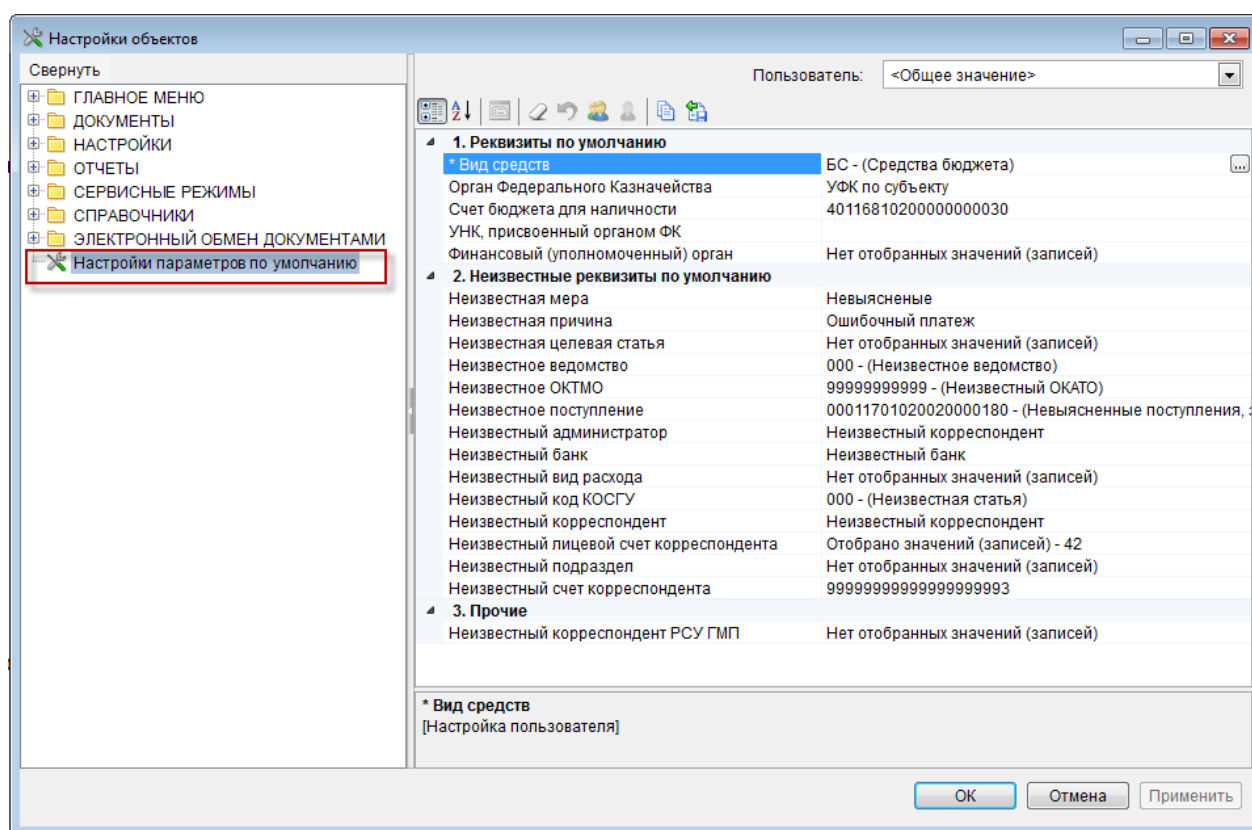 Настройки объектов
Свернуть
ГЛАВНОЕ МЕНЮ
ДОКУМЕНТЫ
НАСТРОЙКИ
ОТЧЕТЫ
СЕРВИСНЫЕ РЕЖИМЫ
СПРАВОЧНИКИ
ЭЛЕКТРОННЫЙ ОБМЕН ДОКУМЕНТАМИ
Настройки параметров по умолчанию
Пользователь: <Общее значение>
1. Реквизиты по умолчанию
* Вид средств БС - (Средства бюджета) ...
Орган Федерального Казначейства УФК по субъекту
Счет бюджета для наличности 40116810200000000030
УНК, присвоенный органом ФК
Финансовый (уполномоченный) орган Нет отобранных значений (записей)
2. Неизвестные реквизиты по умолчанию
Неизвестная мера Невыясненые
Неизвестная причина Ошибочный платеж
Неизвестная целевая статья Нет отобранных значений (записей)
Неизвестное ведомство 000 - (Неизвестное ведомство)
Неизвестное ОКТМО 99999999999 - (Неизвестный ОКАТО)
Неизвестное поступление 00011701020020000180 - (Невыясненные поступления,
Неизвестный администратор Неизвестный корреспондент
Неизвестный банк Неизвестный банк
Неизвестный вид расхода Нет отобранных значений (записей)
Неизвестный код КОСГУ 000 - (Неизвестная статья)
Неизвестный корреспондент Неизвестный корреспондент
Неизвестный лицевой счет корреспондента Отобрано значений (записей) - 42
Неизвестный подраздел Нет отобранных значений (записей)
Неизвестный счет корреспондента 99999999999999999993
3. Прочие
Неизвестный корреспондент РСУ ГМП Нет отобранных значений (записей)
* Вид средств
[Настройка пользователя]
ОК Отмена Применить